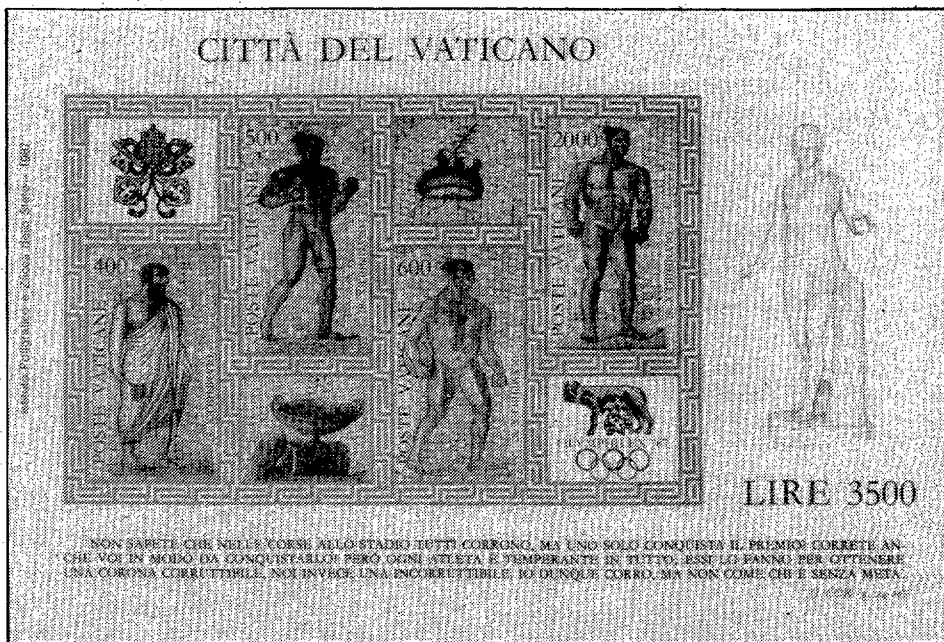 CITTÀ DEL VATICANO
500
2000
POSTE VATICANE
POSTE VATICANE
400
600
POSTE VATICANE
POSTE VATICANE
LIRE 3500
NON SAPETE CHE NELLE CORSE ALLO STADIO TUTTI CORRONO, MA UNO SOLO CONQUISTA IL PREMIO? CORRETE AN-
CHE VOI IN MODO DA CONQUISTARLO! PERÒ OGNI ATLETA È TEMPERANTE IN TUTTO; ESSI LO FANNO PER OTTENERE
UNA CORONA CORRUTTIBILE, NOI INVECE UNA INCORRUTTIBILE. IO DUNQUE CORRO, MA NON COME CHI È SENZA META.